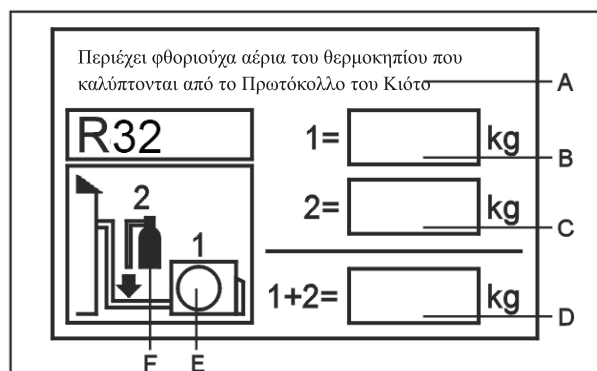 Περιέχει φθοριούχα αέρια του θερμοκηπίου που
καλύπτονται από το Πρωτόκολλο του Κιότο
A
R32
1= kg
B
2= kg
C
2
1
1+2= kg
D
F E